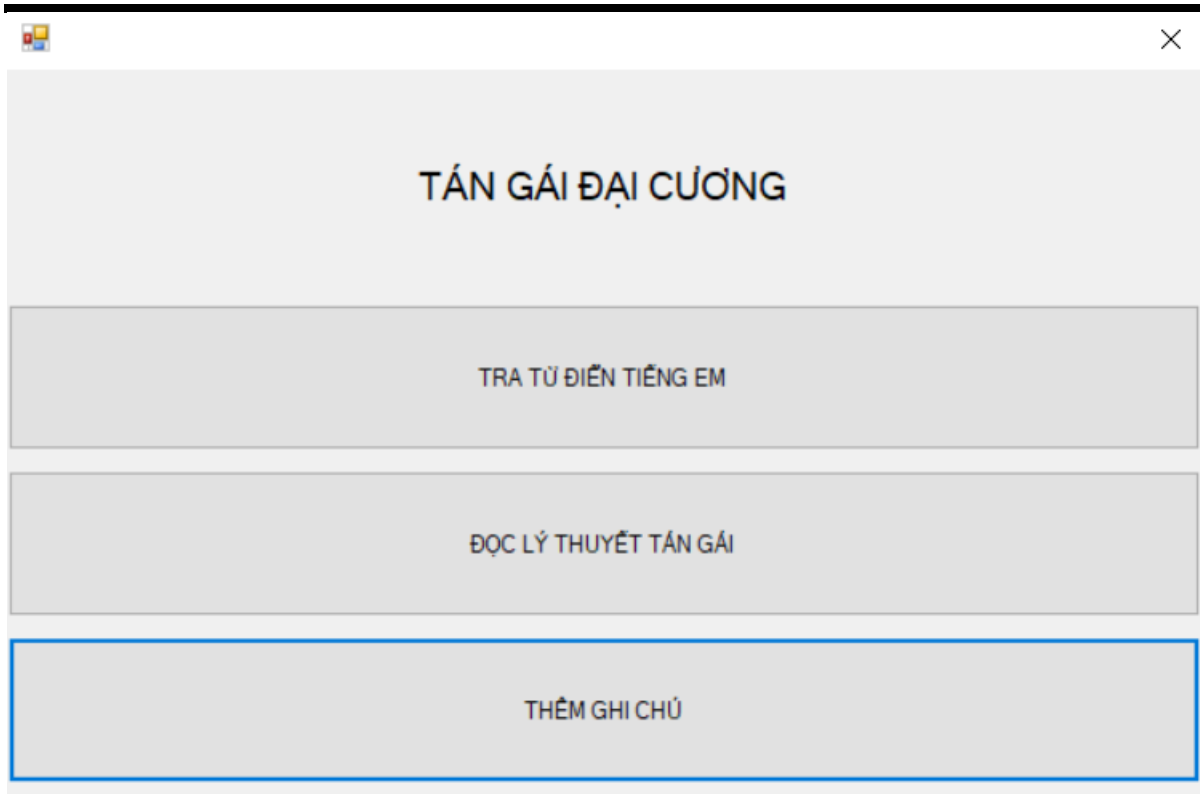 TÁN GÁI ĐẠI CƯƠNG
TRA TỪ ĐIỂN TIẾNG EM
ĐỌC LÝ THUYẾT TÁN GÁI
THÊM GHI CHÚ